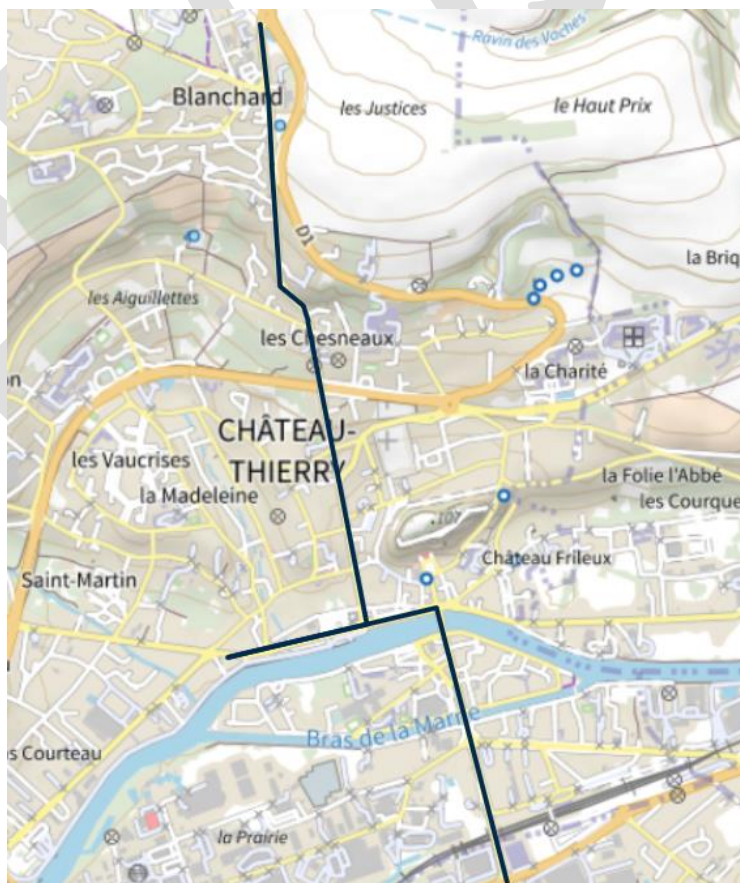 Ravin des Vaches
Blanchard
les Justices
le Haut Prix
D1
la Briq
les Aiguillettes
les Chesneaux
la Charité
on
CHÂTEAU-
THIERRY
les Vaucrises
la Folie l'Abbé
la Madeleine
les Courque
107
Château Frileux
Saint-Martin
Bras de la Marne
s Courteau
la Prairie